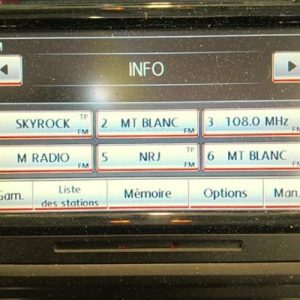 INFO
SKYROCK TP FM
2 MT BLANC FM
3 108.0 MHz FM
M RADIO FM
5 NRJ TP FM
6 MT BLANC FM
Gam.
Liste
des stations
Mémoire
Options
Man.